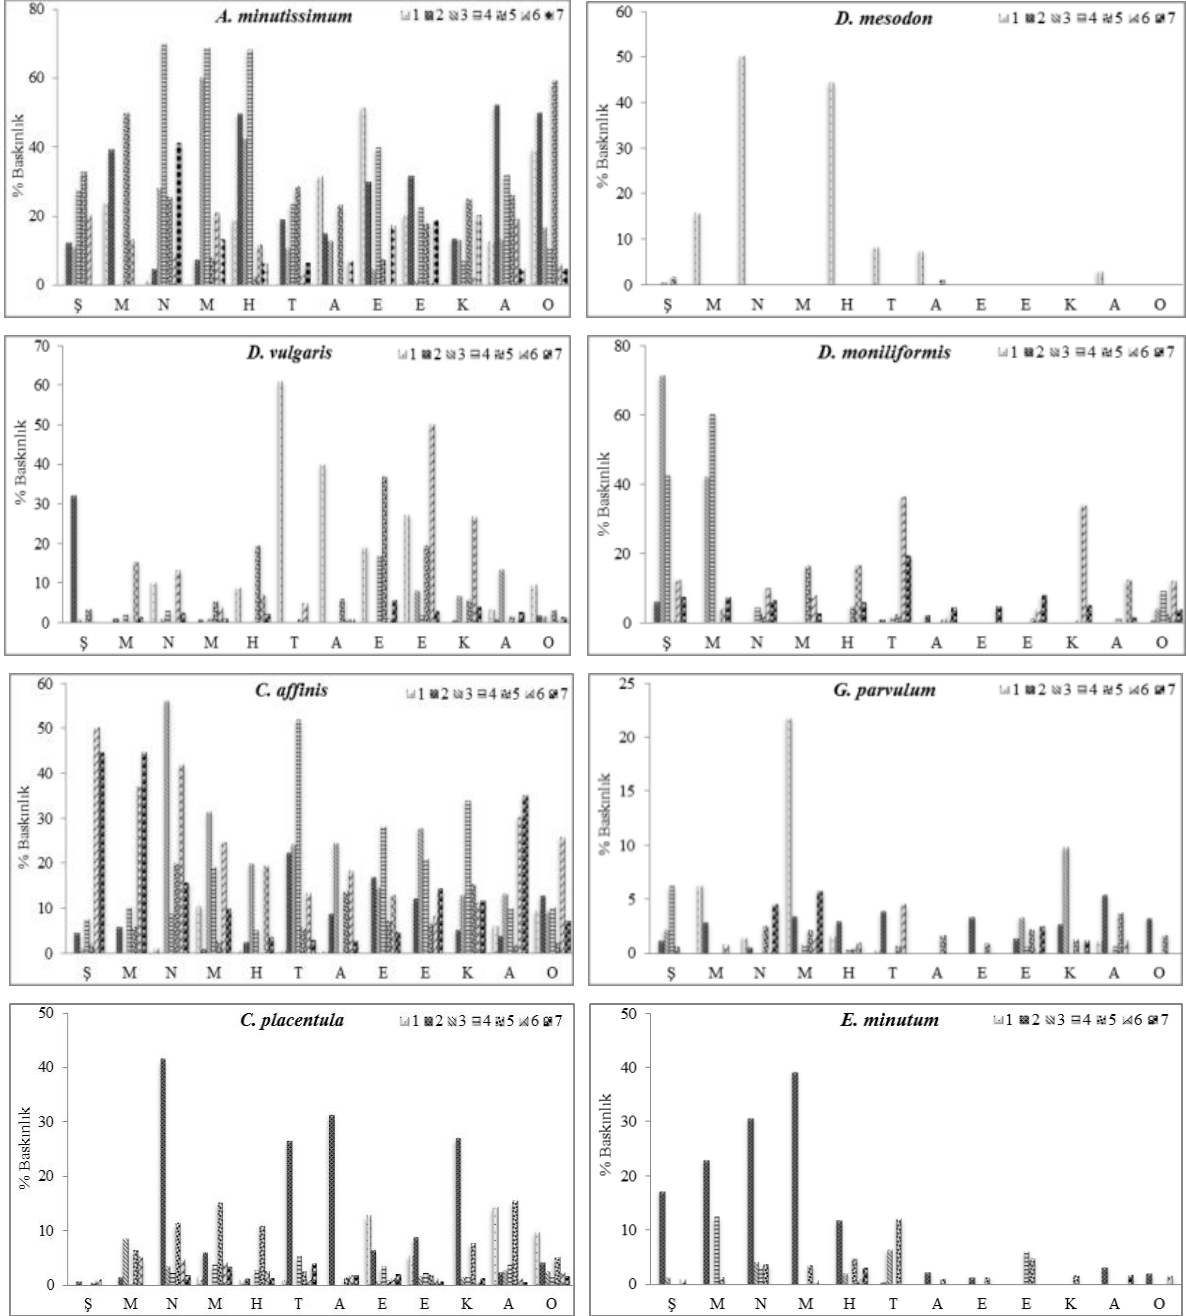 A. minutissimum
1 2 3 4 5 6 7
% Baskınlık
80
60
40
20
0
Ş M N M H T A E E K A O
D. mesodon
1 2 3 4 5 6 7
% Baskınlık
60
50
40
30
20
10
0
Ş M N M H T A E E K A O
D. vulgaris
1 2 3 4 5 6 7
% Baskınlık
70
60
50
40
30
20
10
0
Ş M N M H T A E E K A O
D. moniliformis
1 2 3 4 5 6 7
% Baskınlık
80
60
40
20
0
Ş M N M H T A E E K A O
C. affinis
1 2 3 4 5 6 7
% Baskınlık
60
50
40
30
20
10
0
Ş M N M H T A E E K A O
G. parvulum
1 2 3 4 5 6 7
% Baskınlık
25
20
15
10
5
0
Ş M N M H T A E E K A O
C. placentula
1 2 3 4 5 6 7
% Baskınlık
50
40
30
20
10
0
Ş M N M H T A E E K A O
E. minutum
1 2 3 4 5 6 7
% Baskınlık
50
40
30
20
10
0
Ş M N M H T A E E K A O